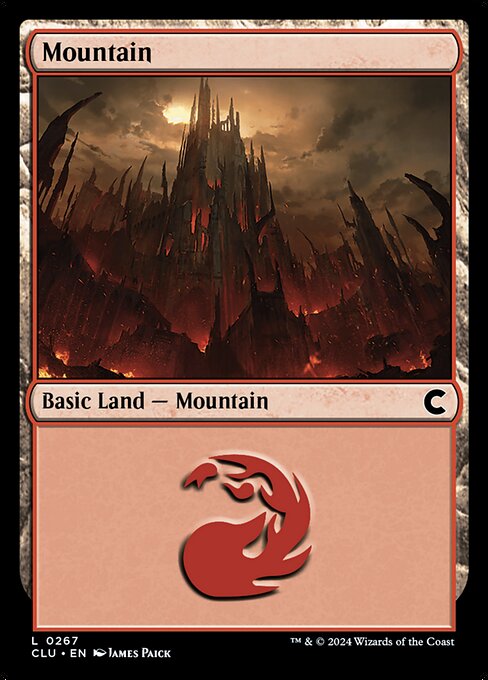 Mountain
Basic Land — Mountain
L 0267
™ & © 2024 Wizards of the Coast
CLU • EN James Paick